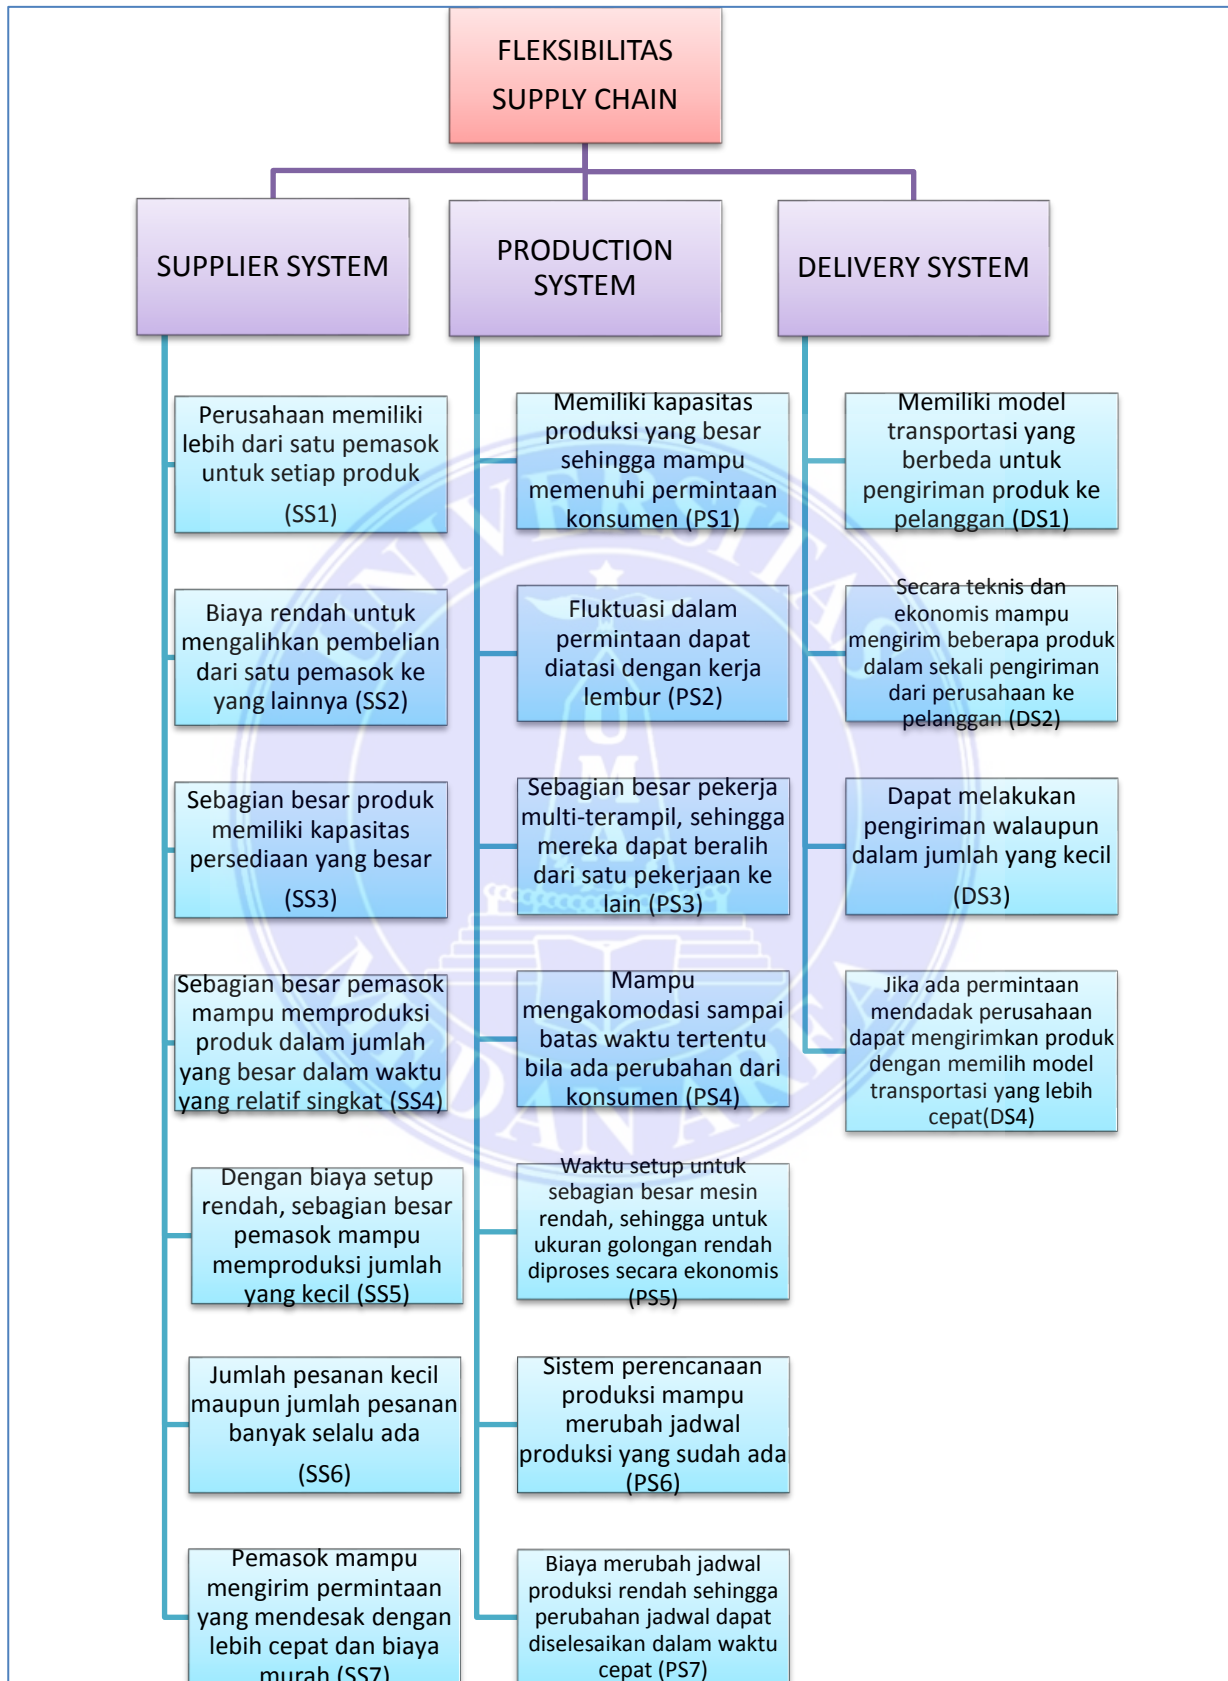 FLEKSIBILITAS
SUPPLY CHAIN
SUPPLIER SYSTEM
PRODUCTION
SYSTEM
DELIVERY SYSTEM
Perusahaan memiliki
lebih dari satu pemasok
untuk setiap produk
(SS1)
Biaya rendah untuk
mengalihkan pembelian
dari satu pemasok ke
yang lainnya (SS2)
Sebagian besar produk
memiliki kapasitas
persediaan yang besar
(SS3)
Sebagian besar pemasok
mampu memproduksi
produk dalam jumlah
yang besar dalam waktu
yang relatif singkat (SS4)
Dengan biaya setup
rendah, sebagian besar
pemasok mampu
memproduksi jumlah
yang kecil (SS5)
Jumlah pesanan kecil
maupun jumlah pesanan
banyak selalu ada
(SS6)
Pemasok mampu
mengirim permintaan
yang mendesak dengan
lebih cepat dan biaya
murah (SS7)
Memiliki kapasitas
produksi yang besar
sehingga mampu
memenuhi permintaan
konsumen (PS1)
Fluktuasi dalam
permintaan dapat
diatasi dengan kerja
lembur (PS2)
Sebagian besar pekerja
multi-terampil, sehingga
mereka dapat beralih
dari satu pekerjaan ke
lain (PS3)
Mampu
mengakomodasi sampai
batas waktu tertentu
bila ada perubahan dari
konsumen (PS4)
Waktu setup untuk
sebagian besar mesin
rendah, sehingga untuk
ukuran golongan rendah
diproses secara ekonomis
(PS5)
Sistem perencanaan
produksi mampu
merubah jadwal
produksi yang sudah ada
(PS6)
Biaya merubah jadwal
produksi rendah sehingga
perubahan jadwal dapat
diselesaikan dalam waktu
cepat (PS7)
Memiliki model
transportasi yang
berbeda untuk
pengiriman produk ke
pelanggan (DS1)
Secara teknis dan
ekonomis mampu
mengirim beberapa produk
dalam sekali pengiriman
dari perusahaan ke
pelanggan (DS2)
Dapat melakukan
pengiriman walaupun
dalam jumlah yang kecil
(DS3)
Jika ada permintaan
mendadak perusahaan
dapat mengirimkan produk
dengan memilih model
transportasi yang lebih
cepat(DS4)
UNIVERSITAS
MEDAN AREA
UMA